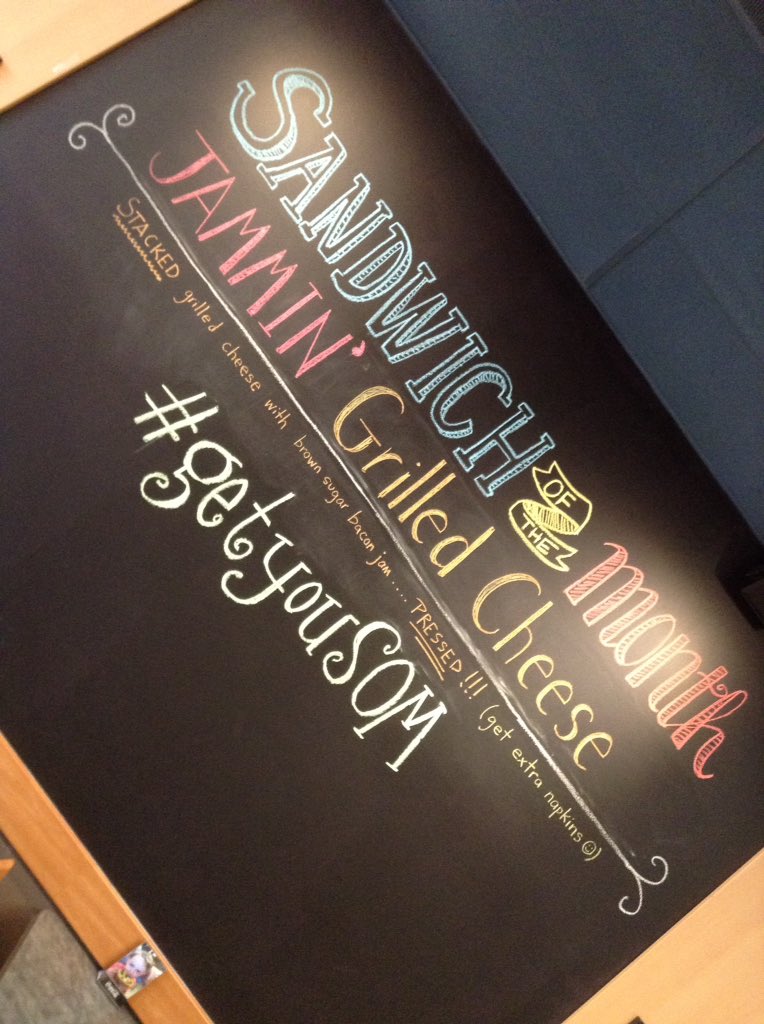 SANDWICH OF THE month
JAMMIN' Grilled Cheese
STACKED grilled cheese with brown sugar bacon jam ..... PRESSED!!! (get extra napkins ☺)
#getyouSOM